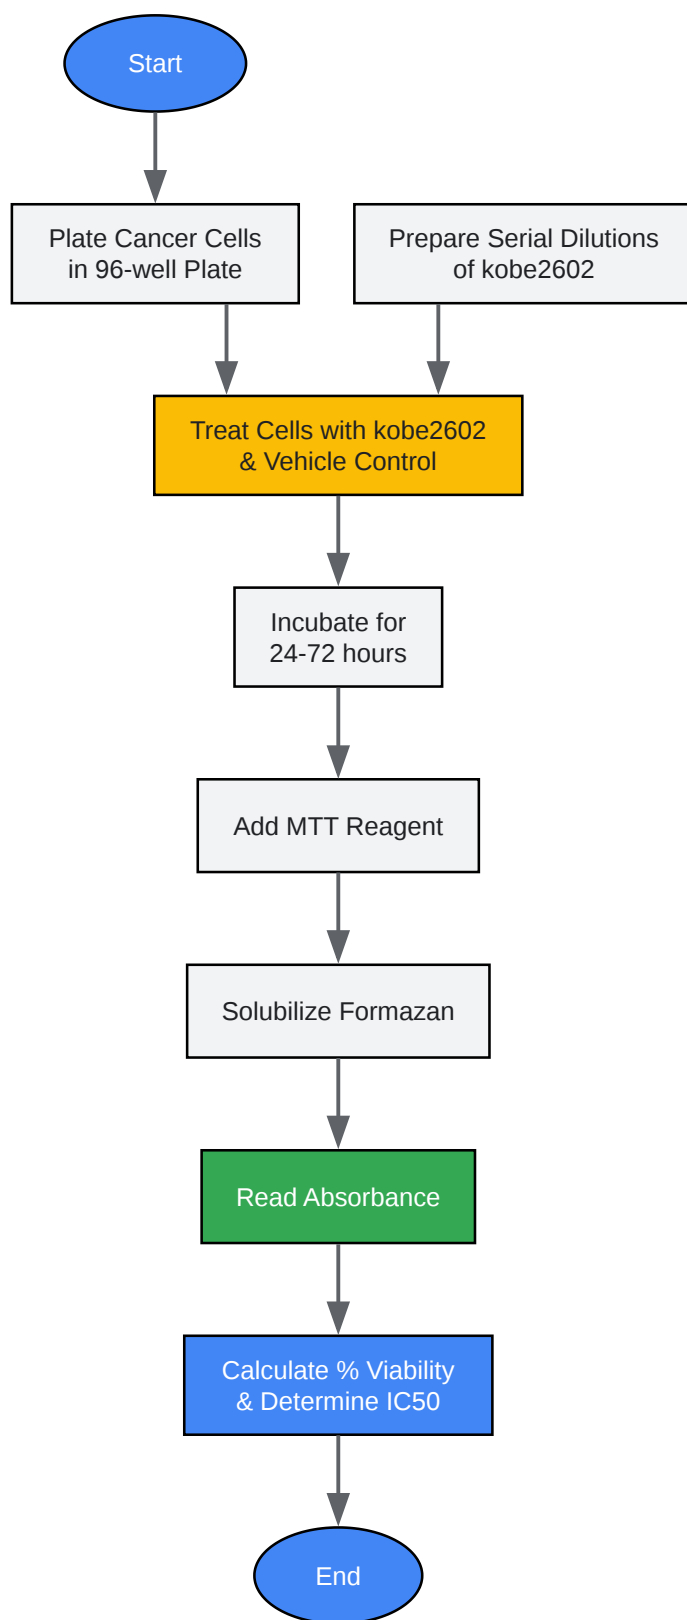 Start
Plate Cancer Cells
in 96-well Plate
Prepare Serial Dilutions
of kobe2602
Treat Cells with kobe2602
& Vehicle Control
Incubate for
24-72 hours
Add MTT Reagent
Solubilize Formazan
Read Absorbance
Calculate % Viability
& Determine IC50
End